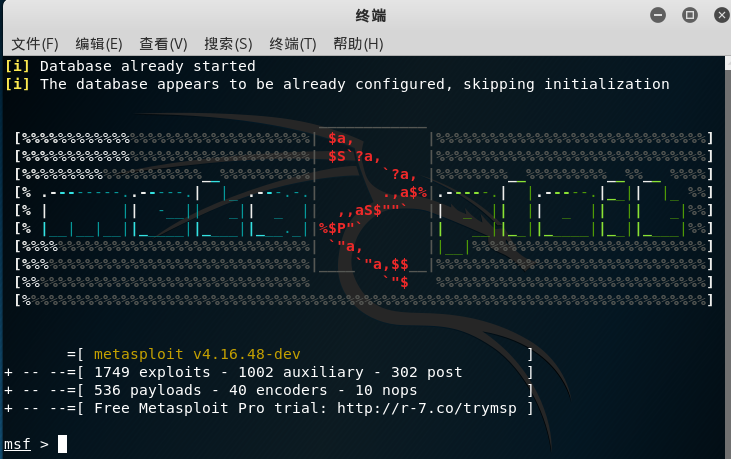 终端
文件(F) 编辑(E) 查看(V) 搜索(S) 终端(T) 帮助(H)
[i] Database already started
[i] The database appears to be already configured, skipping initialization
metasploit
=[ metasploit v4.16.48-dev ]
+ -- --=[ 1749 exploits - 1002 auxiliary - 302 post ]
+ -- --=[ 536 payloads - 40 encoders - 10 nops ]
+ -- --=[ Free Metasploit Pro trial: http://r-7.co/trymsp ]
msf >